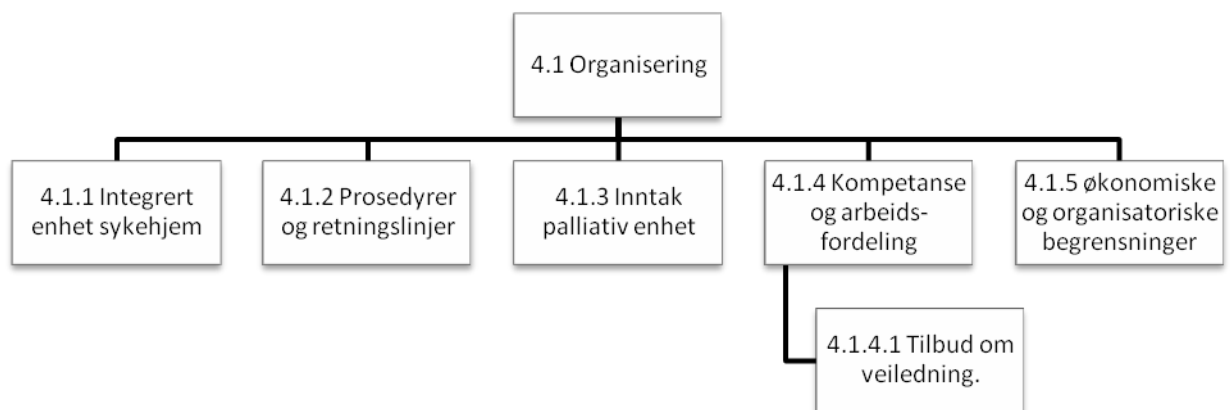 4.1 Organisering
4.1.1 Integrert
enhet sykehjem
4.1.2 Prosedyrer
og retningslinjer
4.1.3 Inntak
palliativ enhet
4.1.4 Kompetanse
og arbeids-
fordeling
4.1.5 økonomiske
og organisatoriske
begrensninger
4.1.4.1 Tilbud om
veiledning.